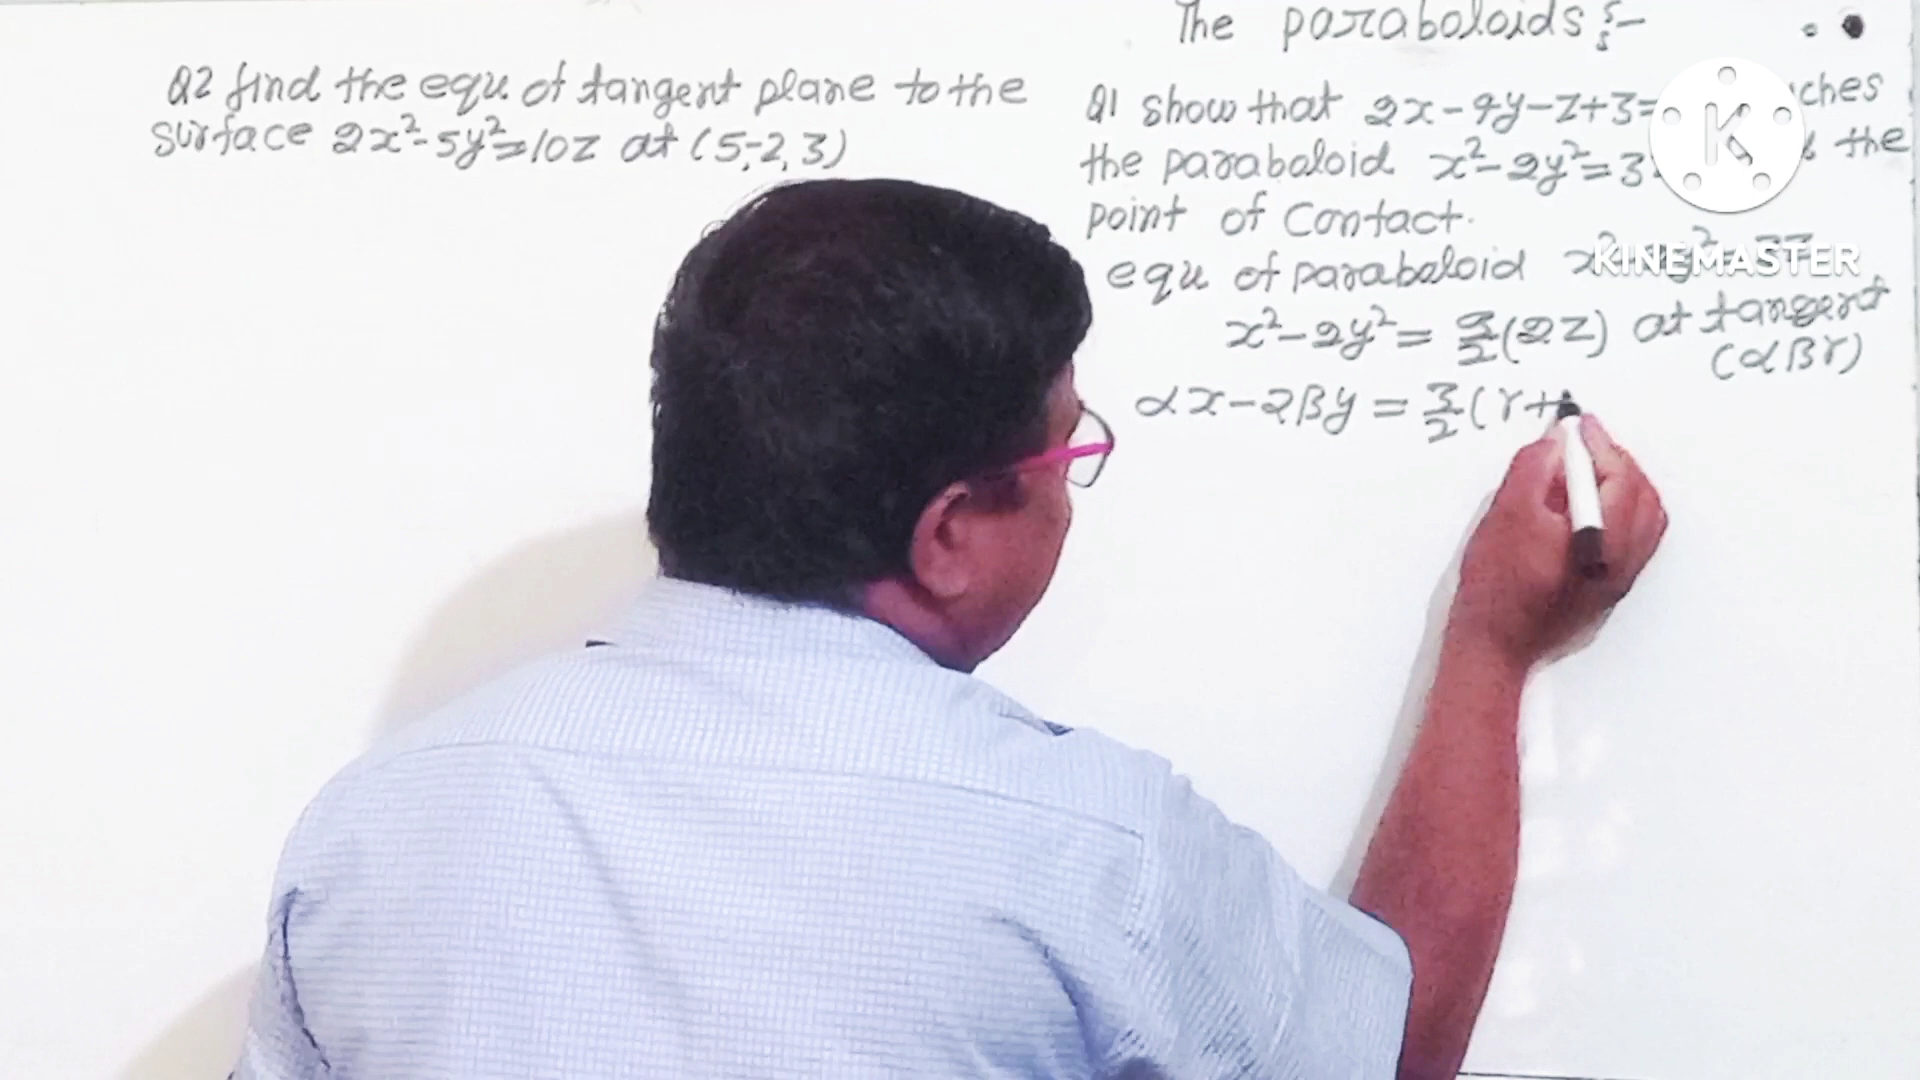 The paraboloids:-
Q2 find the equ. of tangent plane to the
surface 2x²-5y²=10z at (5,-2,3)
Q1 show that 2x-4y-z+3=
the paraboloid x²-2y²=3 the
point of contact.
equ of paraboloid
x²-2y² = 3/2(2z) at tangent
(αβγ)
αx-2βy = 3/2(γ+
K
KINEMASTER